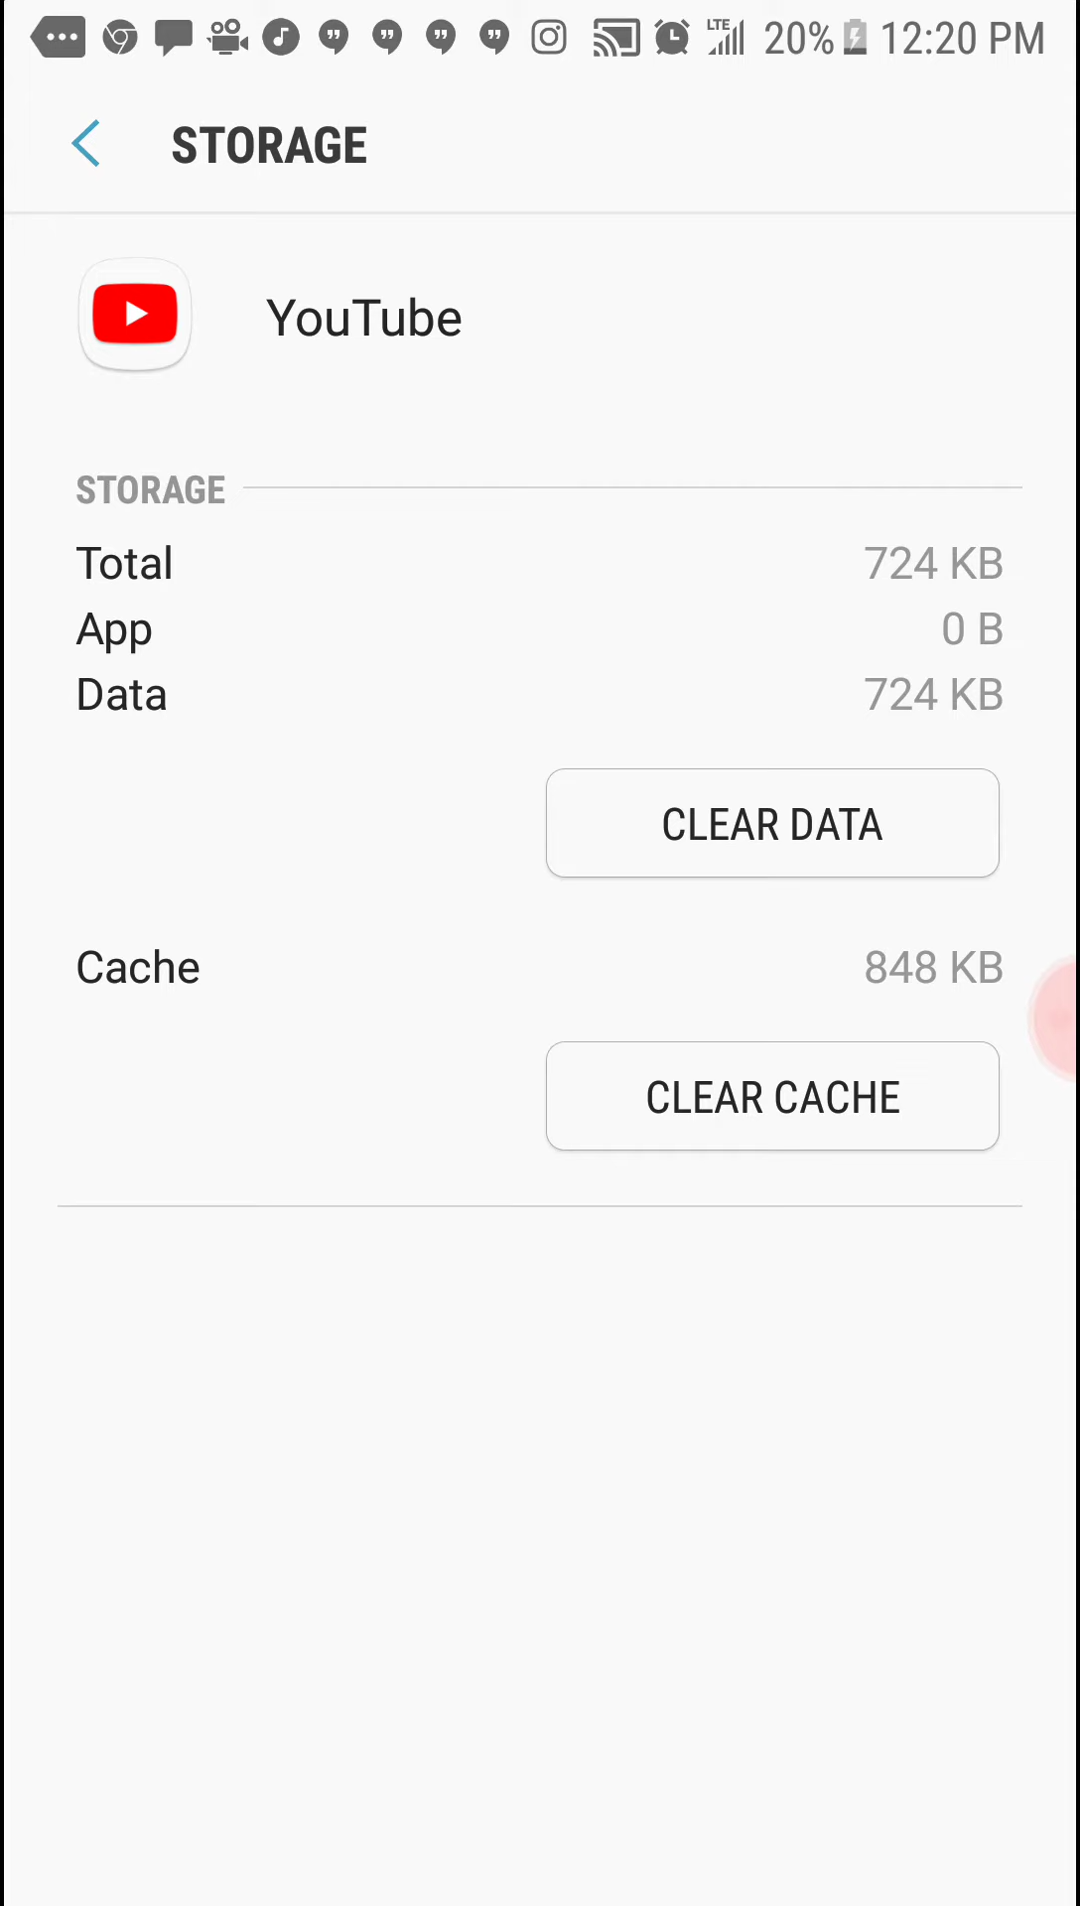 LTE 20% 12:20 PM
STORAGE
YouTube
STORAGE
Total 724 KB
App 0 B
Data 724 KB
CLEAR DATA
Cache 848 KB
CLEAR CACHE